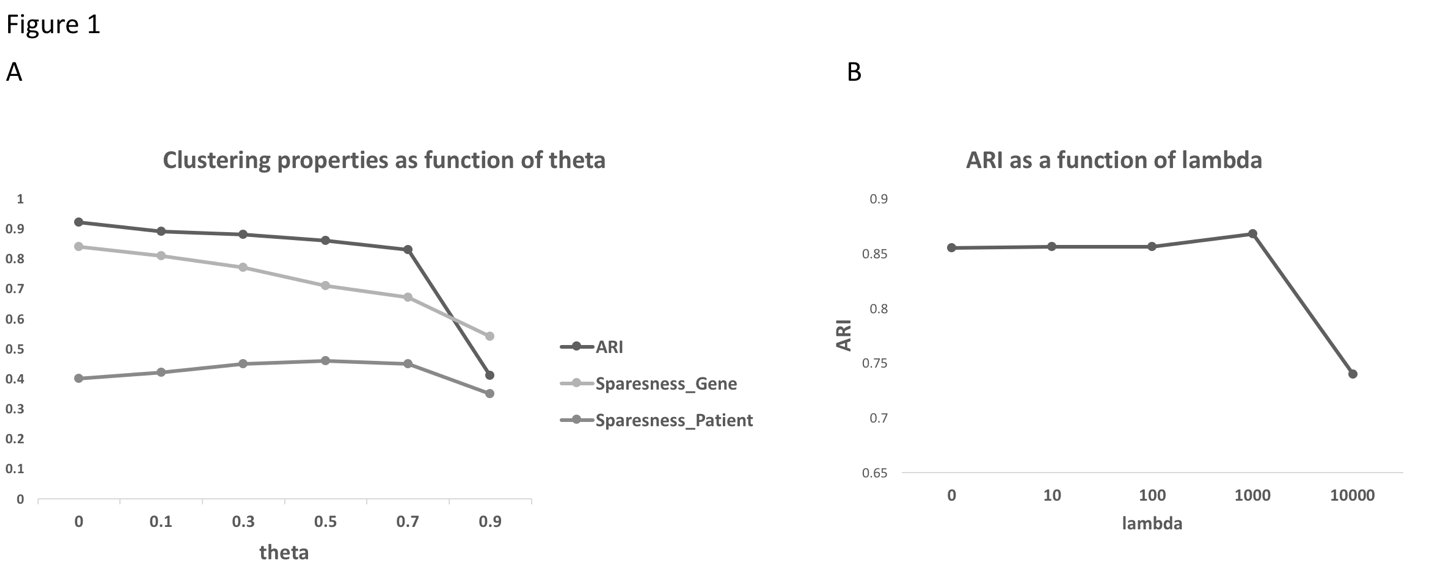 Figure 1
A
Clustering properties as function of theta
1
0.9
0.8
0.7
0.6
0.5
0.4
0.3
0.2
0.1
0
0 0.1 0.3 0.5 0.7 0.9
theta
ARI
Sparesness_Gene
Sparesness_Patient
B
ARI as a function of lambda
0.9
0.85
0.8
0.75
0.7
0.65
ARI
0 10 100 1000 10000
lambda